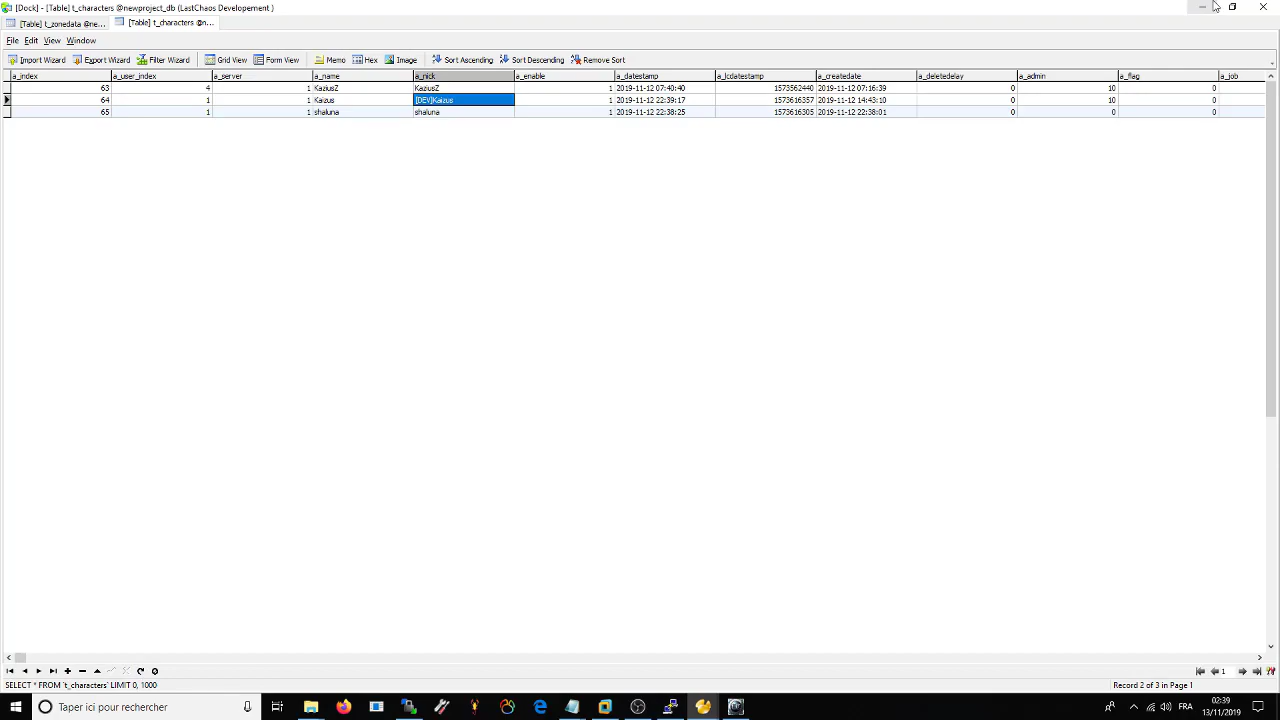 [Dock] - [Table] t_characters @newproject_db (LastChaos Developement )
[Table] t_zonedata @ne... [Table] t_characters @n...
File Edit View Window
Import Wizard Export Wizard Filter Wizard Grid View Form View Memo Hex Image Sort Ascending Sort Descending Remove Sort
a_index a_user_index a_server a_name a_nick a_enable a_datestamp a_lcdatestamp a_createdate a_deletedelay a_admin a_flag a_job
63 4 1 KaziusZ KaziusZ 1 2019-11-12 07:40:40 1573562440 2019-11-12 07:16:39 0 10 0
64 1 1 Kaizus [DEV]Kaizus 1 2019-11-12 22:39:17 1573616357 2019-11-12 14:43:10 0 10 0
65 1 1 shaluna shaluna 1 2019-11-12 22:38:25 1573616305 2019-11-12 22:38:01 0 0 0
1
SELECT * FROM `t_characters` LIMIT 0, 1000 Record 2 of 3 in Page 1
Taper ici pour rechercher FRA 02:39
13/11/2019